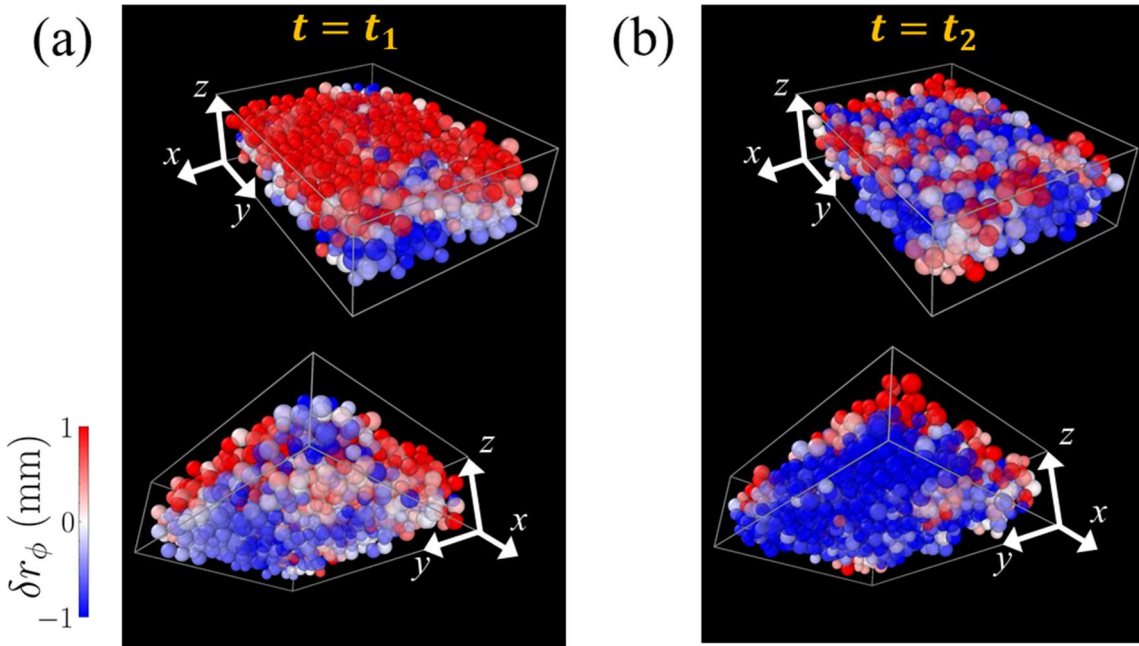 (a)
t = t₁
z
x
y
z
x
y
1
0
−1
δr_ϕ (mm)
(b)
t = t₂
z
x
y
z
x
y